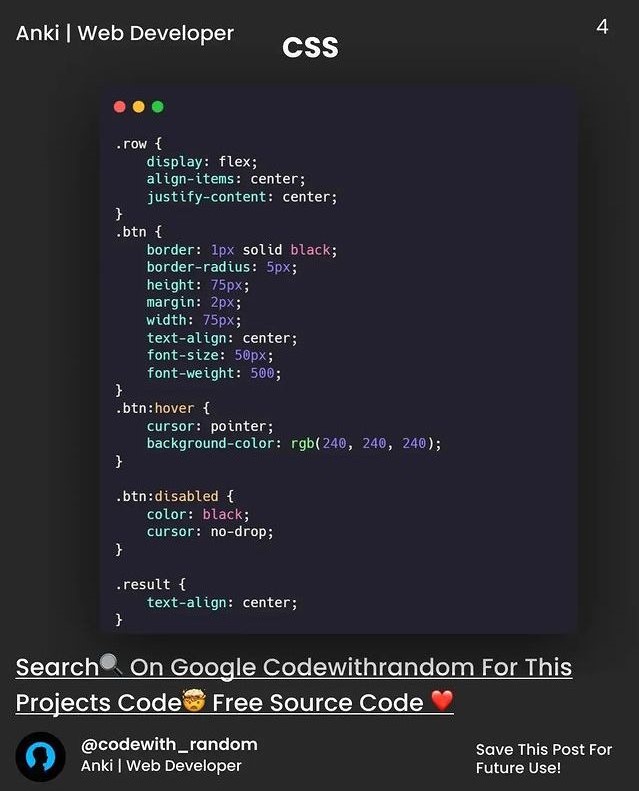 Anki | Web Developer
4
CSS
.row {
    display: flex;
    align-items: center;
    justify-content: center;
}
.btn {
    border: 1px solid black;
    border-radius: 5px;
    height: 75px;
    margin: 2px;
    width: 75px;
    text-align: center;
    font-size: 50px;
    font-weight: 500;
}
.btn:hover {
    cursor: pointer;
    background-color: rgb(240, 240, 240);
}

.btn:disabled {
    color: black;
    cursor: no-drop;
}

.result {
    text-align: center;
}
Search🔍 On Google Codewithrandom For This
Projects Code🤯 Free Source Code ❤️
@codewith_random
Anki | Web Developer
Save This Post For
Future Use!